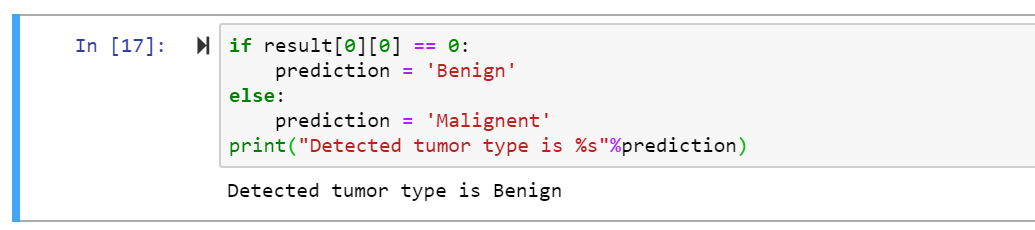 In [17]: if result[0][0] == 0:
    prediction = 'Benign'
else:
    prediction = 'Malignent'
print("Detected tumor type is %s"%prediction)
Detected tumor type is Benign